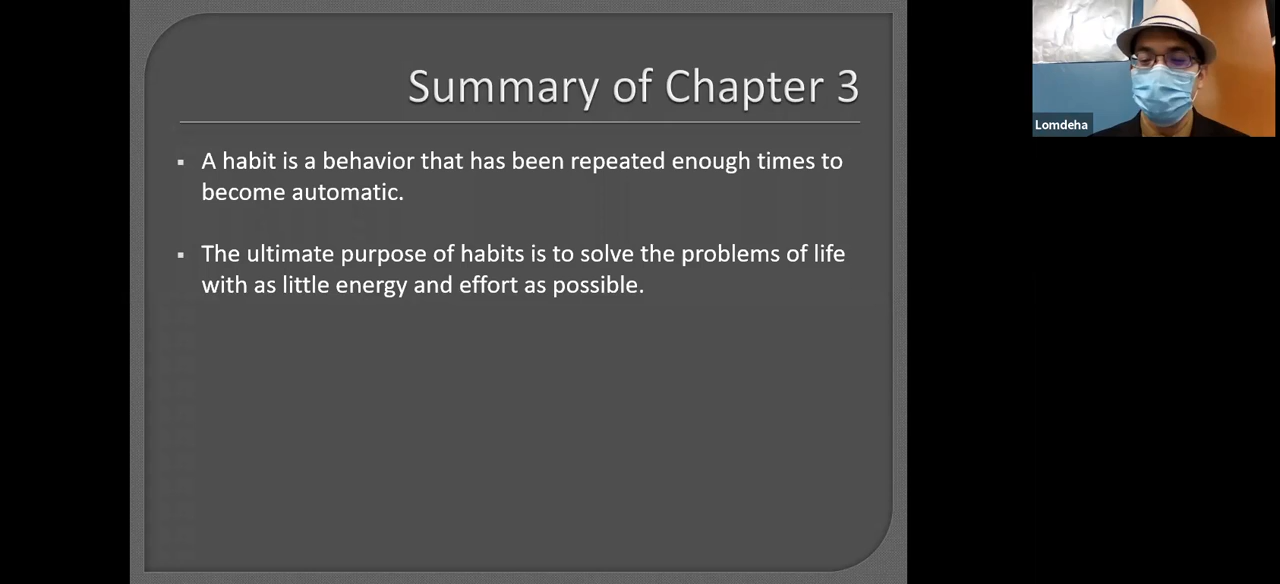 Summary of Chapter 3
▪ A habit is a behavior that has been repeated enough times to
become automatic.
▪ The ultimate purpose of habits is to solve the problems of life
with as little energy and effort as possible.
Lomdeha